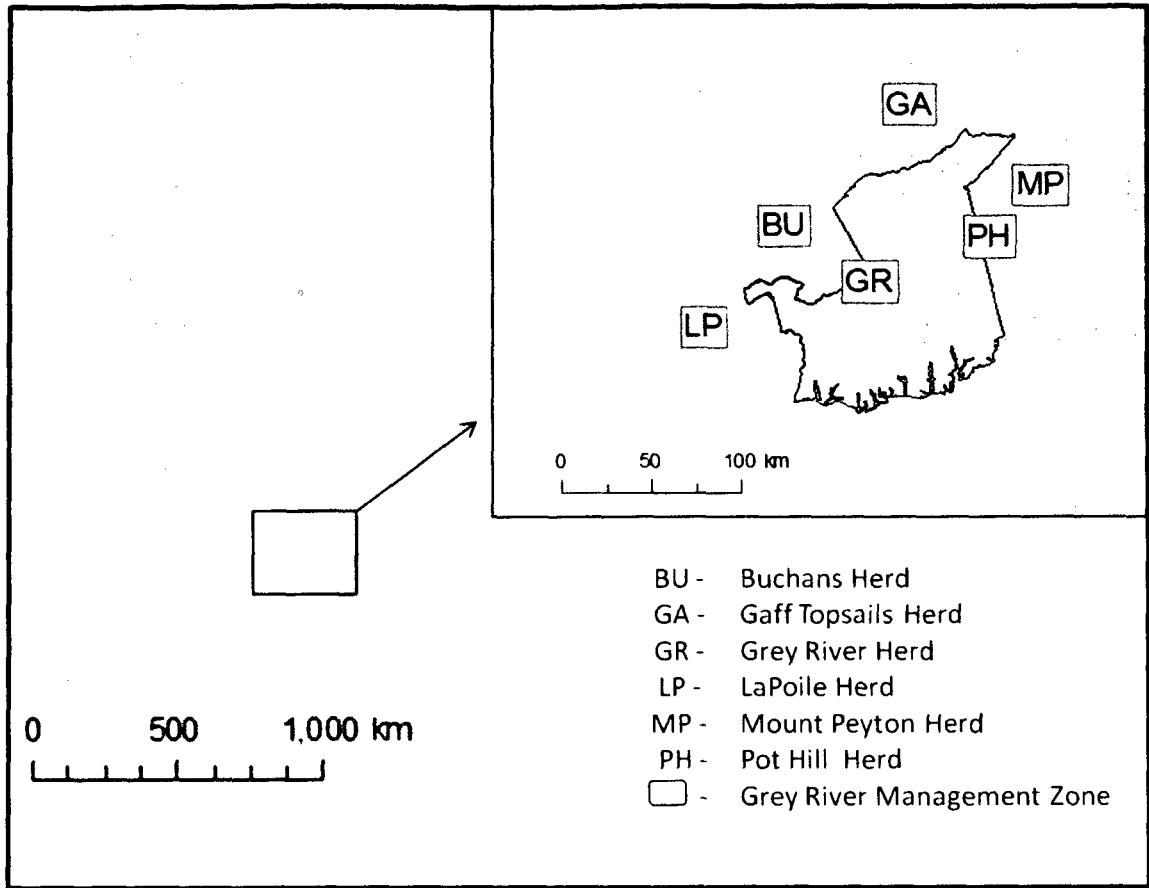 GA
MP
BU
PH
GR
LP
0 50 100 km
BU - Buchans Herd
GA - Gaff Topsails Herd
GR - Grey River Herd
LP - LaPoile Herd
MP - Mount Peyton Herd
PH - Pot Hill Herd
- Grey River Management Zone
0 500 1,000 km